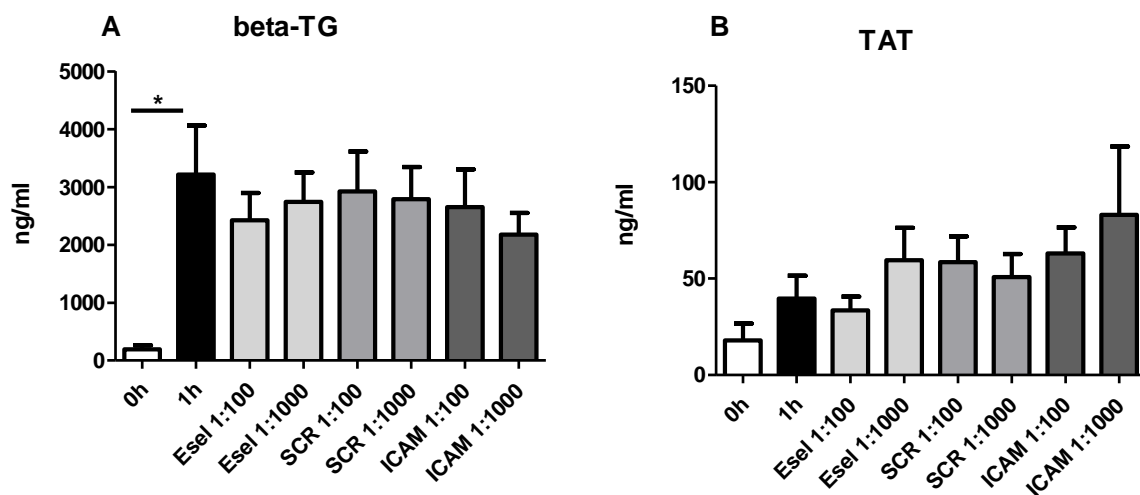 A
beta-TG
5000
4000
3000
2000
1000
0
ng/ml
*
0h
1h
Esel 1:100
Esel 1:1000
SCR 1:100
SCR 1:1000
ICAM 1:100
ICAM 1:1000
B
TAT
150
100
50
0
ng/ml
0h
1h
Esel 1:100
Esel 1:1000
SCR 1:100
SCR 1:1000
ICAM 1:100
ICAM 1:1000